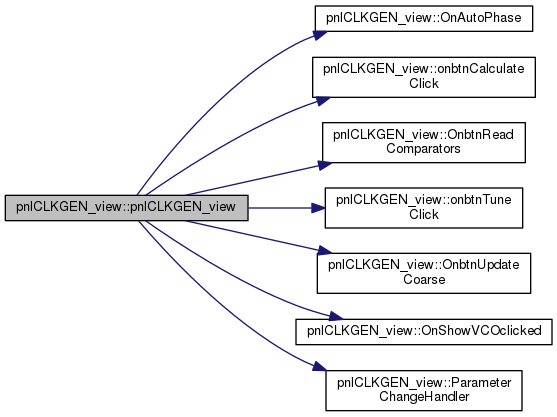 pnlCLKGEN_view::OnAutoPhase
pnlCLKGEN_view::onbtnCalculate
Click
pnlCLKGEN_view::OnbtnRead
Comparators
pnlCLKGEN_view::pnlCLKGEN_view
pnlCLKGEN_view::onbtnTune
Click
pnlCLKGEN_view::OnbtnUpdate
Coarse
pnlCLKGEN_view::OnShowVCOclicked
pnlCLKGEN_view::Parameter
ChangeHandler